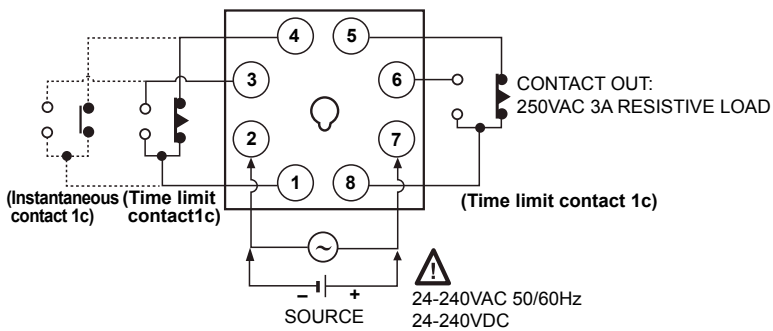 4
5
3
6
2
7
1
8
CONTACT OUT:
250VAC 3A RESISTIVE LOAD
(Instantaneous
contact 1c)
(Time limit
contact1c)
(Time limit contact 1c)
~
– +
SOURCE
!
24-240VAC 50/60Hz
24-240VDC